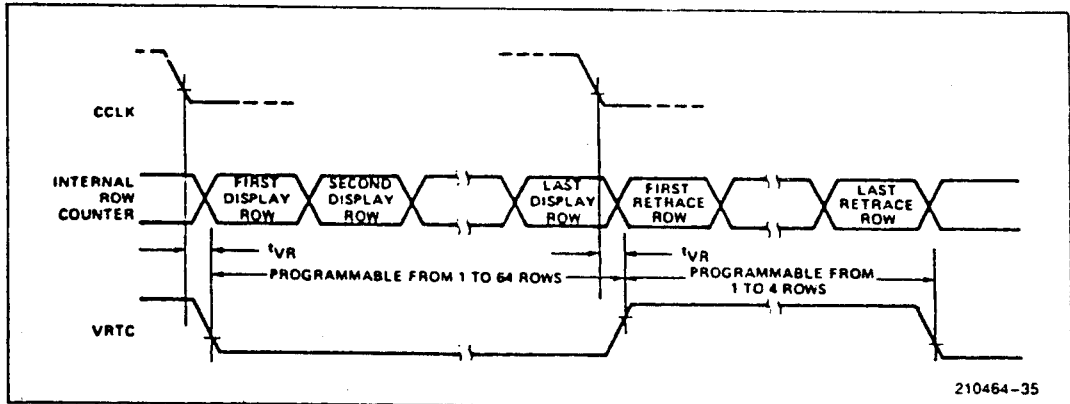 CCLK
INTERNAL
ROW
COUNTER
FIRST
DISPLAY
ROW
SECOND
DISPLAY
ROW
LAST
DISPLAY
ROW
FIRST
RETRACE
ROW
LAST
RETRACE
ROW
tVR
tVR
PROGRAMMABLE FROM 1 TO 64 ROWS
PROGRAMMABLE FROM
1 TO 4 ROWS
VRTC
210464-35